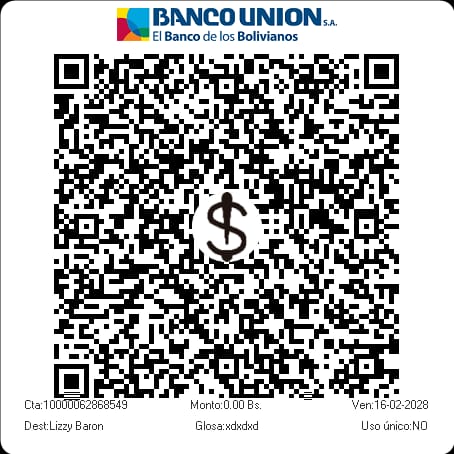 BANCO UNION S.A.
El Banco de los Bolivianos
$
Cta:10000062868549 Monto:0.00 Bs. Ven:16-02-2028
Dest:Lizzy Baron Glosa:xdxdxd Uso único:NO